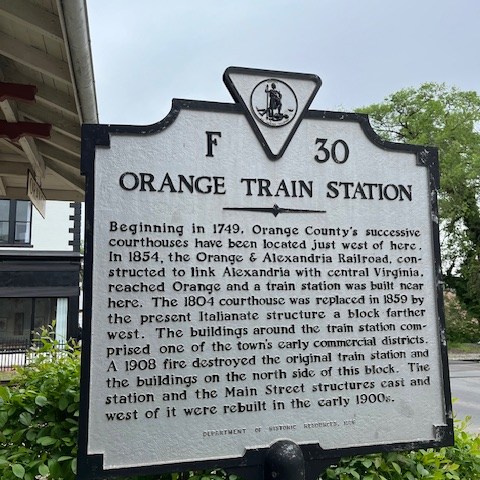 F 30
ORANGE TRAIN STATION
Beginning in 1749, Orange County's successive
courthouses have been located just west of here.
In 1854, the Orange & Alexandria Railroad, con-
structed to link Alexandria with central Virginia,
reached Orange and a train station was built near
here. The 1804 courthouse was replaced in 1859 by
the present Italianate structure a block farther
west. The buildings around the train station com-
prised one of the town's early commercial districts.
A 1908 fire destroyed the original train station and
the buildings on the north side of this block. The
station and the Main Street structures east and
west of it were rebuilt in the early 1900s.
DEPARTMENT OF HISTORIC RESOURCES,